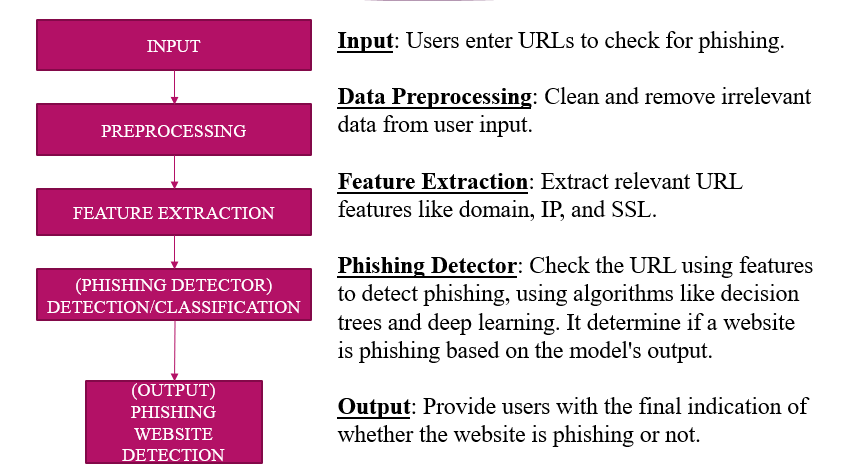 INPUT
PREPROCESSING
FEATURE EXTRACTION
(PHISHING DETECTOR)
DETECTION/CLASSIFICATION
(OUTPUT)
PHISHING
WEBSITE
DETECTION
Input: Users enter URLs to check for phishing.
Data Preprocessing: Clean and remove irrelevant
data from user input.
Feature Extraction: Extract relevant URL
features like domain, IP, and SSL.
Phishing Detector: Check the URL using features
to detect phishing, using algorithms like decision
trees and deep learning. It determine if a website
is phishing based on the model's output.
Output: Provide users with the final indication of
whether the website is phishing or not.